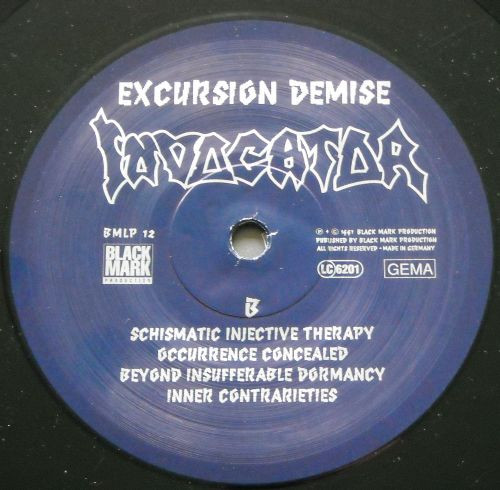 EXCURSION DEMISE
INVOCATOR
BMLP 12
BLACK
MARK
PRODUCTION
℗ + © 1991 BLACK MARK PRODUCTION
PUBLISHED BY BLACK MARK PRODUCTION
ALL RIGHTS RESERVED - MADE IN GERMANY
LC 6201
GEMA
B
SCHISMATIC INJECTIVE THERAPY
OCCURRENCE CONCEALED
BEYOND INSUFFERABLE DORMANCY
INNER CONTRARIETIES